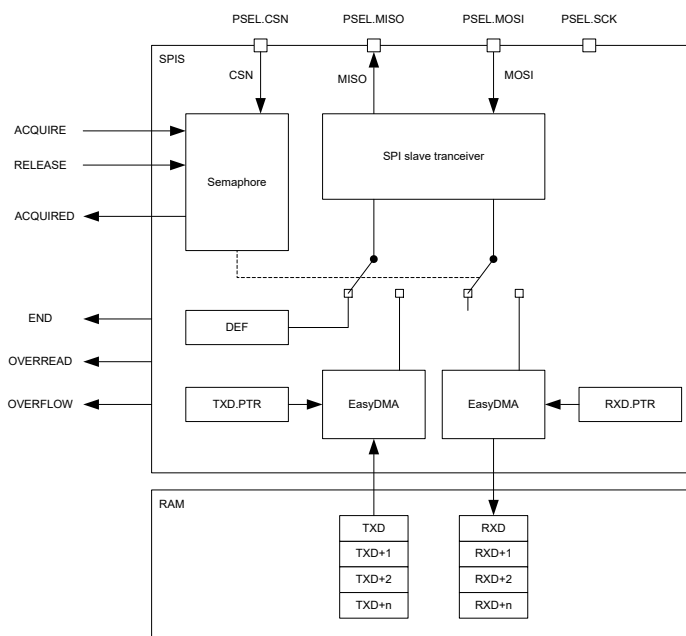 PSEL.CSN PSEL.MISO PSEL.MOSI PSEL.SCK
SPIS
CSN MISO MOSI
ACQUIRE
RELEASE
ACQUIRED
Semaphore
SPI slave tranceiver
END
OVERREAD
OVERFLOW
DEF
TXD.PTR EasyDMA EasyDMA RXD.PTR
RAM
TXD RXD
TXD+1 RXD+1
TXD+2 RXD+2
TXD+n RXD+n